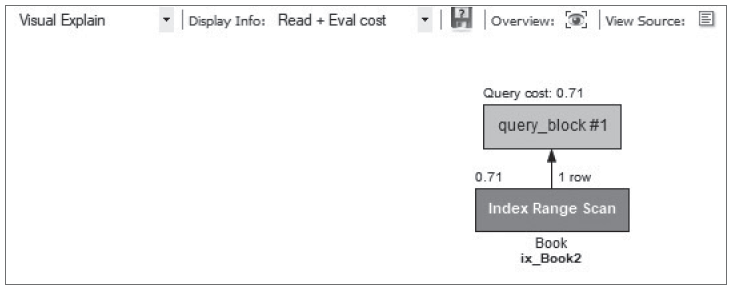 Visual Explain Display Info: Read + Eval cost ? Overview: View Source:
Query cost: 0.71
query_block #1
0.71 1 row
Index Range Scan
Book
ix_Book2